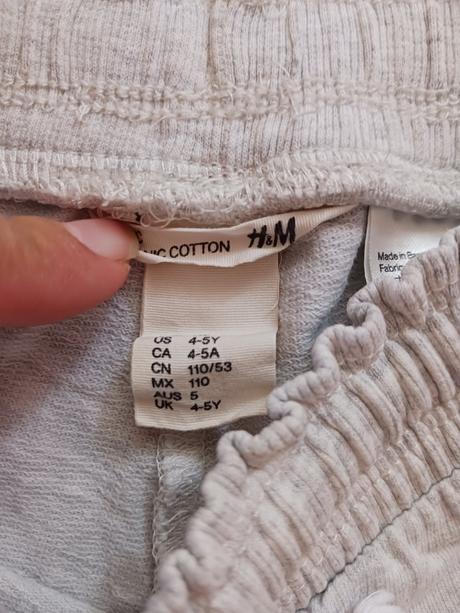 NIC COTTON H&M
US 4-5Y
CA 4-5A
CN 110/53
MX 110
AUS 5
UK 4-5Y
Made in
Fabric